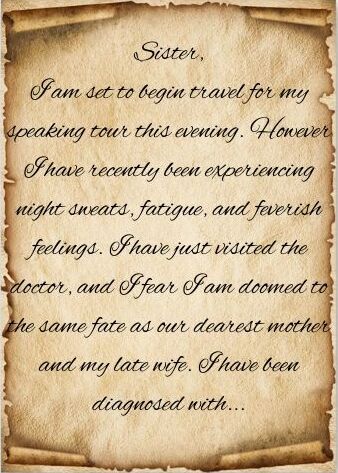 Sister,
I am set to begin travel for my
speaking tour this evening. However
I have recently been experiencing
night sweats, fatigue, and feverish
feelings. I have just visited the
doctor, and I fear I am doomed to
the same fate as our dearest mother
and my late wife. I have been
diagnosed with...